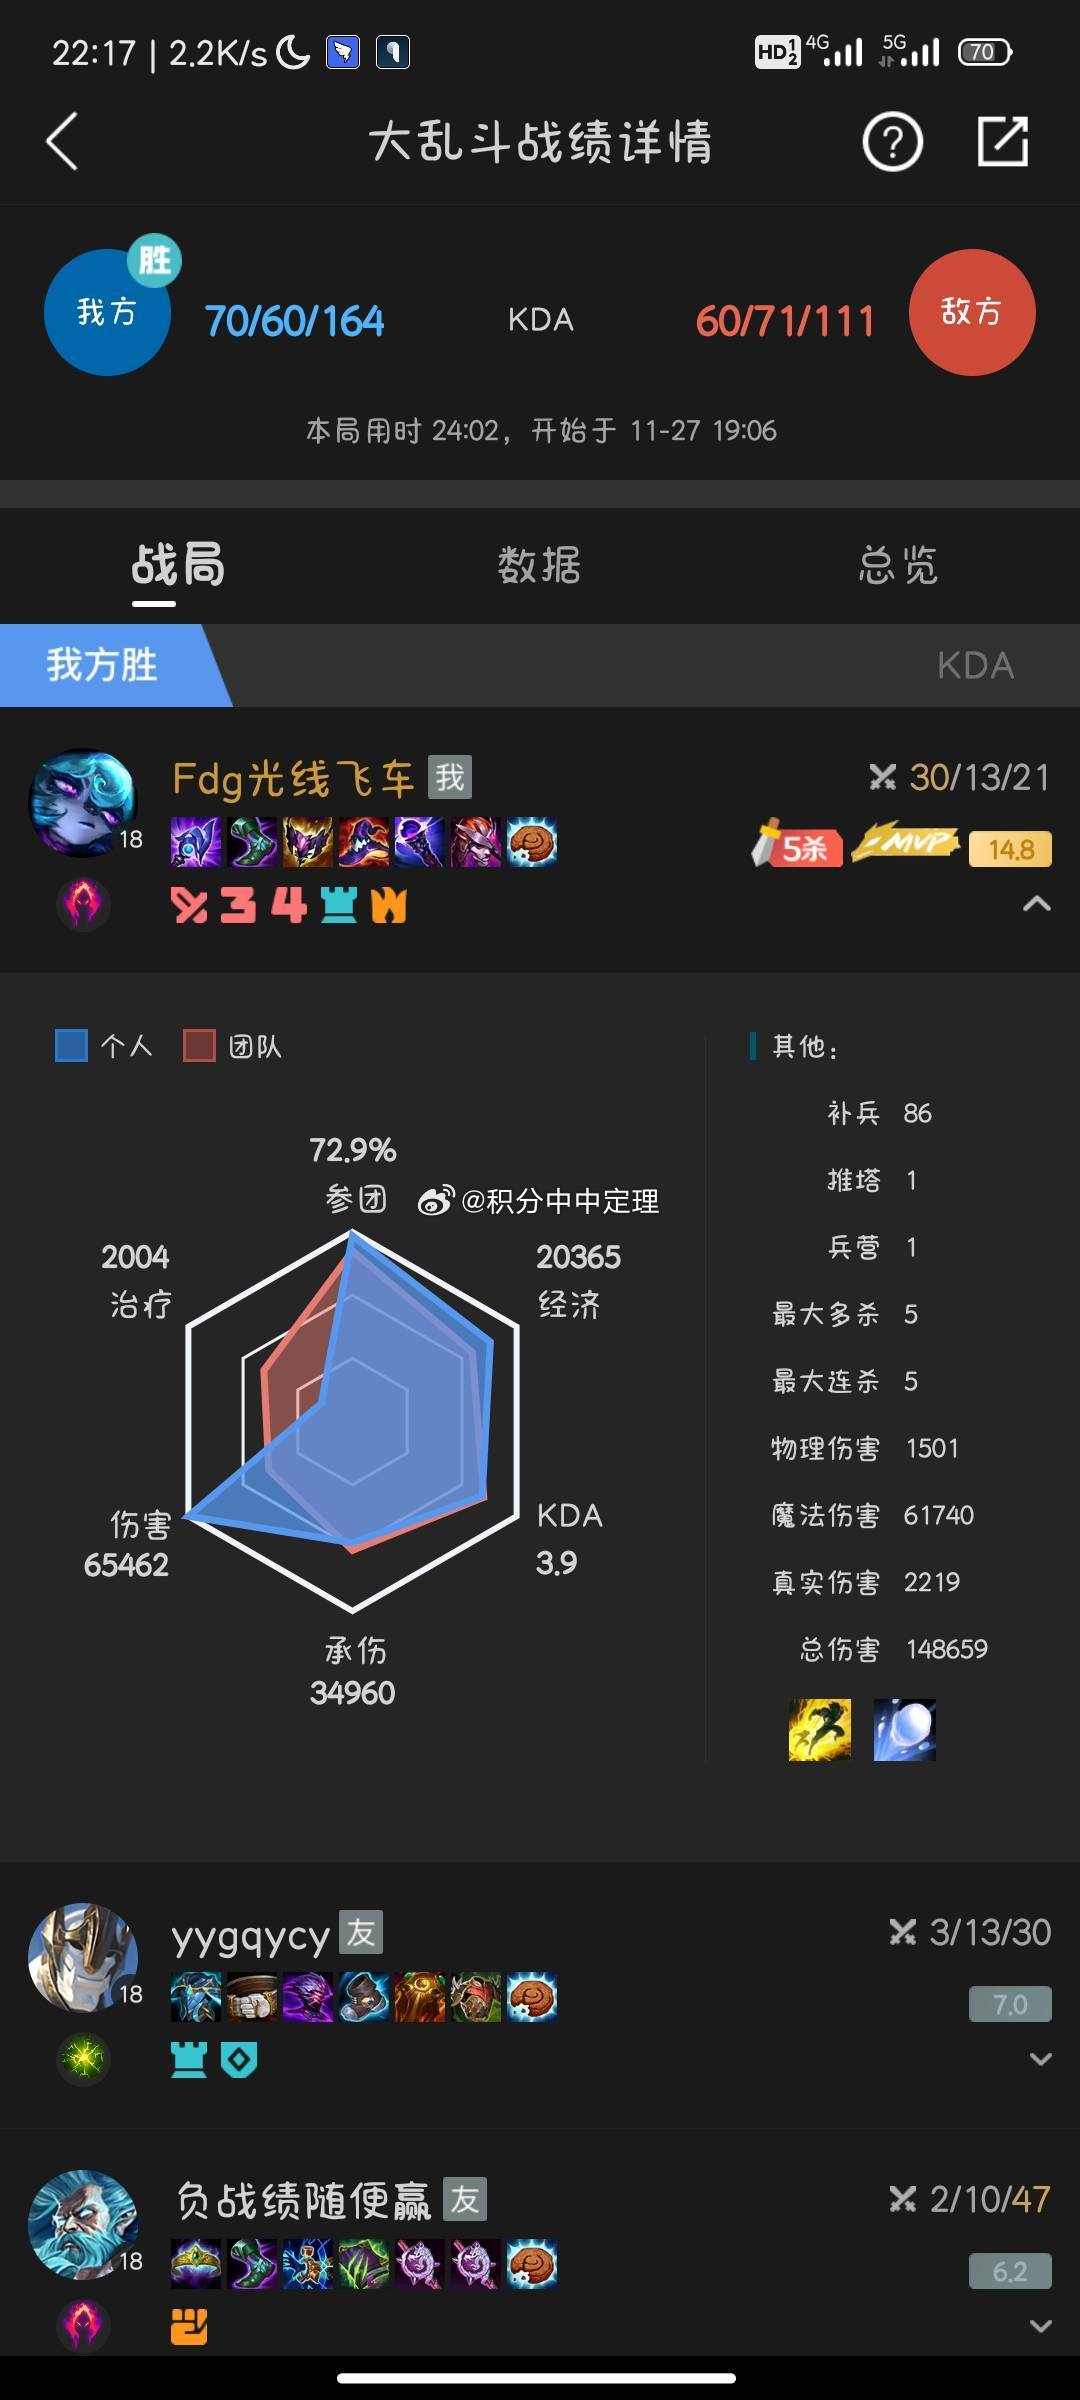 22:17 | 2.2K/s HD 1 2 4G 5G 70
大乱斗战绩详情
胜
我方 70/60/164 KDA 60/71/111 敌方
本局用时 24:02，开始于 11-27 19:06
战局 数据 总览
我方胜 KDA
Fdg光线飞车 我 30/13/21
18 5杀 MVP 14.8
3 4
个人 团队
72.9%
参团
@积分中中定理
2004
治疗
20365
经济
伤害
65462
KDA
3.9
承伤
34960
其他：
补兵 86
推塔 1
兵营 1
最大多杀 5
最大连杀 5
物理伤害 1501
魔法伤害 61740
真实伤害 2219
总伤害 148659
yygqycy 友 3/13/30
18 7.0
负战绩随便赢 友 2/10/47
18 6.2